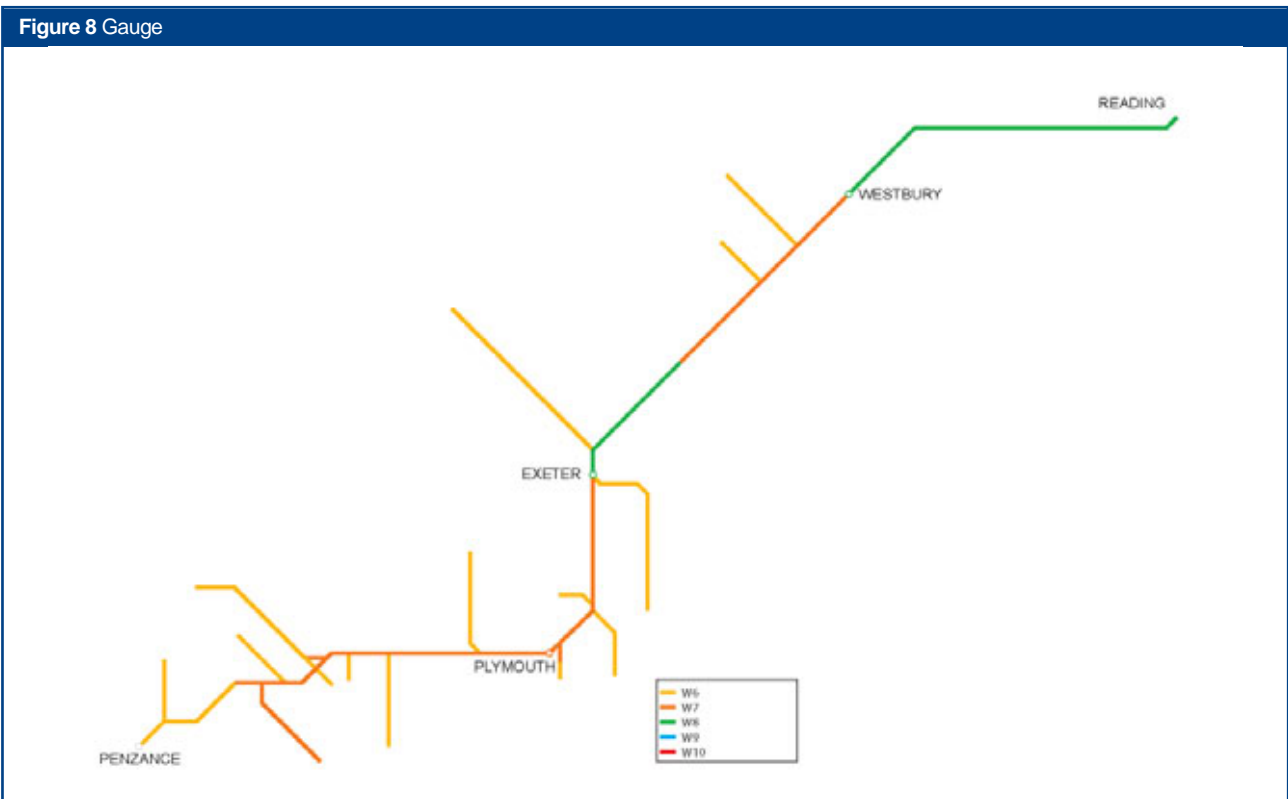 Figure 8 Gauge
READING
WESTBURY
EXETER
PLYMOUTH
PENZANCE
W6
W7
W8
W9
W10